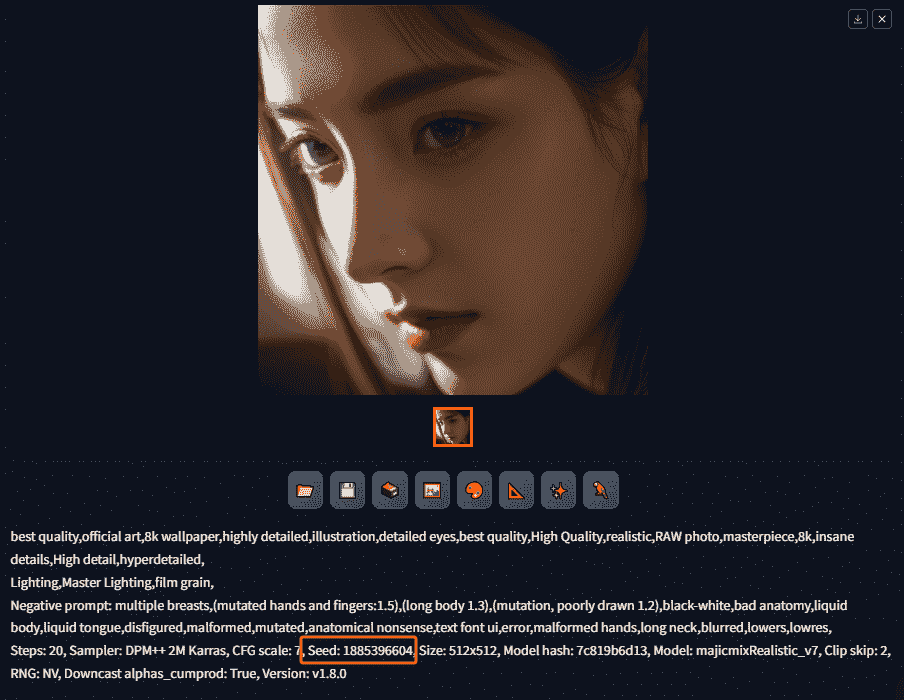 best quality,official art,8k wallpaper,highly detailed,illustration,detailed eyes,best quality,High Quality,realistic,RAW photo,masterpiece,8k,insane
details,High detail,hyperdetailed,
Lighting,Master Lighting,film grain,
Negative prompt: multiple breasts,(mutated hands and fingers:1.5),(long body 1.3),(mutation, poorly drawn 1.2),black-white,bad anatomy,liquid
body,liquid tongue,disfigured,malformed,mutated,anatomical nonsense,text font ui,error,malformed hands,long neck,blurred,lowers,lowres,
Steps: 20, Sampler: DPM++ 2M Karras, CFG scale: 7, Seed: 1885396604, Size: 512x512, Model hash: 7c819b6d13, Model: majicmixRealistic_v7, Clip skip: 2,
RNG: NV, Downcast alphas_cumprod: True, Version: v1.8.0